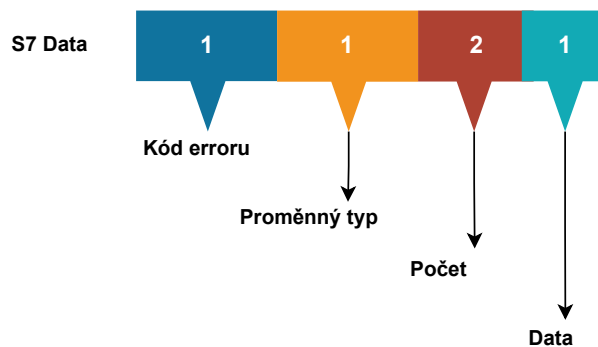 S7 Data 1 1 2 1
Kód erroru
Proměnný typ
Počet
Data